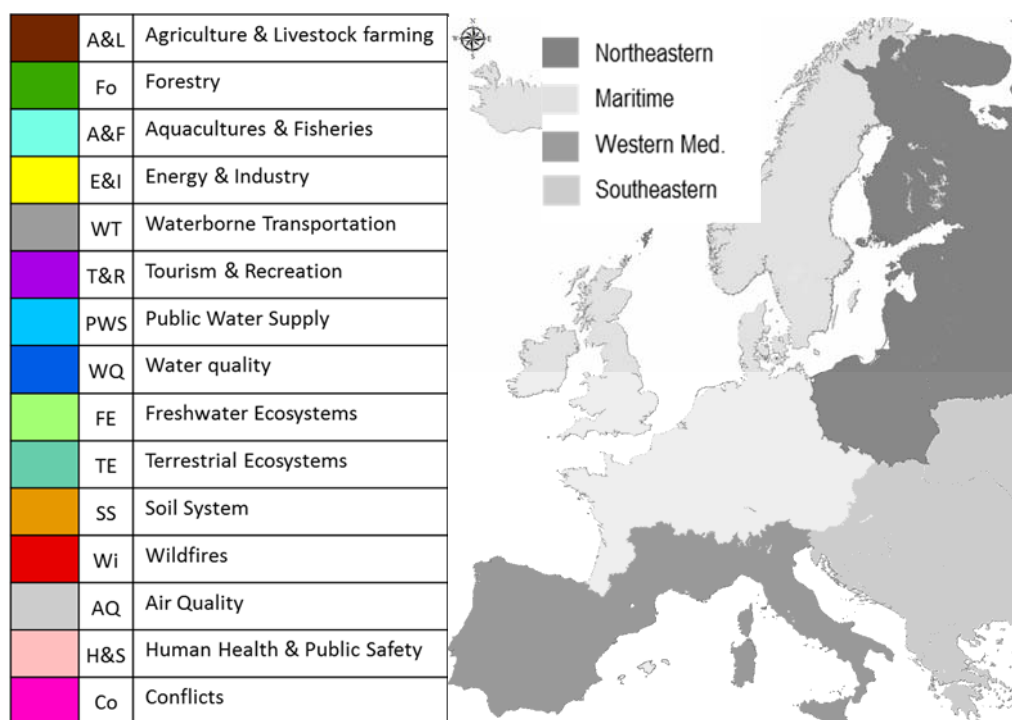 A&L Agriculture & Livestock farming
Fo Forestry
A&F Aquacultures & Fisheries
E&I Energy & Industry
WT Waterborne Transportation
T&R Tourism & Recreation
PWS Public Water Supply
WQ Water quality
FE Freshwater Ecosystems
TE Terrestrial Ecosystems
SS Soil System
Wi Wildfires
AQ Air Quality
H&S Human Health & Public Safety
Co Conflicts
N
W E
S
Northeastern
Maritime
Western Med.
Southeastern